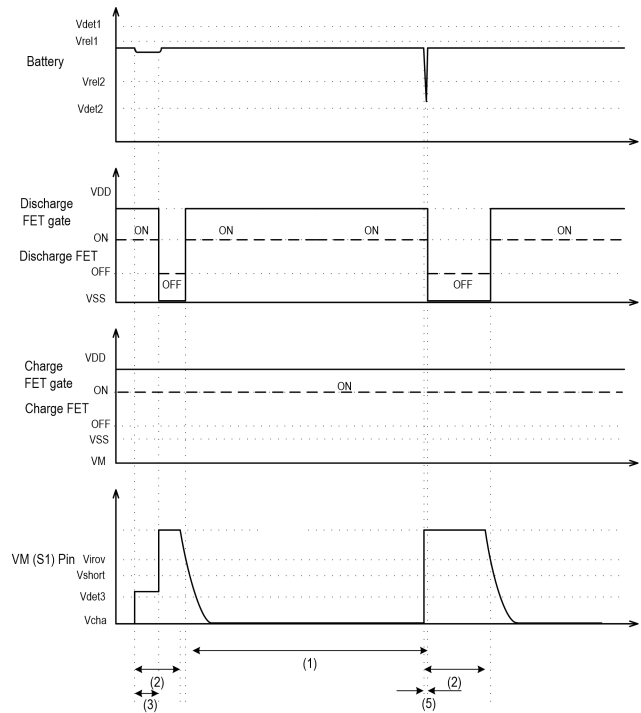 Vdet1
Vrel1
Battery
Vrel2
Vdet2
VDD
Discharge
FET gate
ON
ON
ON
ON
ON
Discharge FET
OFF
OFF
OFF
VSS
VDD
Charge
FET gate
ON
ON
Charge FET
OFF
VSS
VM
VM (S1) Pin
Virov
Vshort
Vdet3
Vcha
(1)
(2)
(2)
(3)
(5)